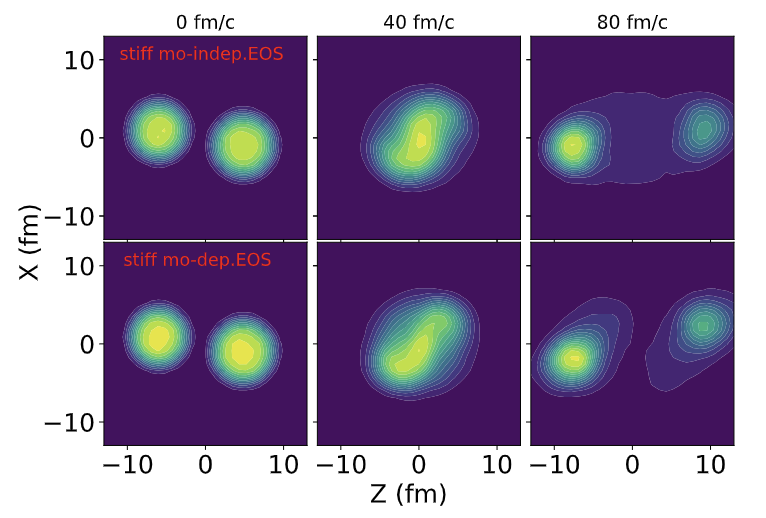 0 fm/c 40 fm/c 80 fm/c
stiff mo-indep.EOS
10
0
−10
X (fm)
stiff mo-dep.EOS
10
0
−10
−10 0 10 −10 0 10 −10 0 10
Z (fm)